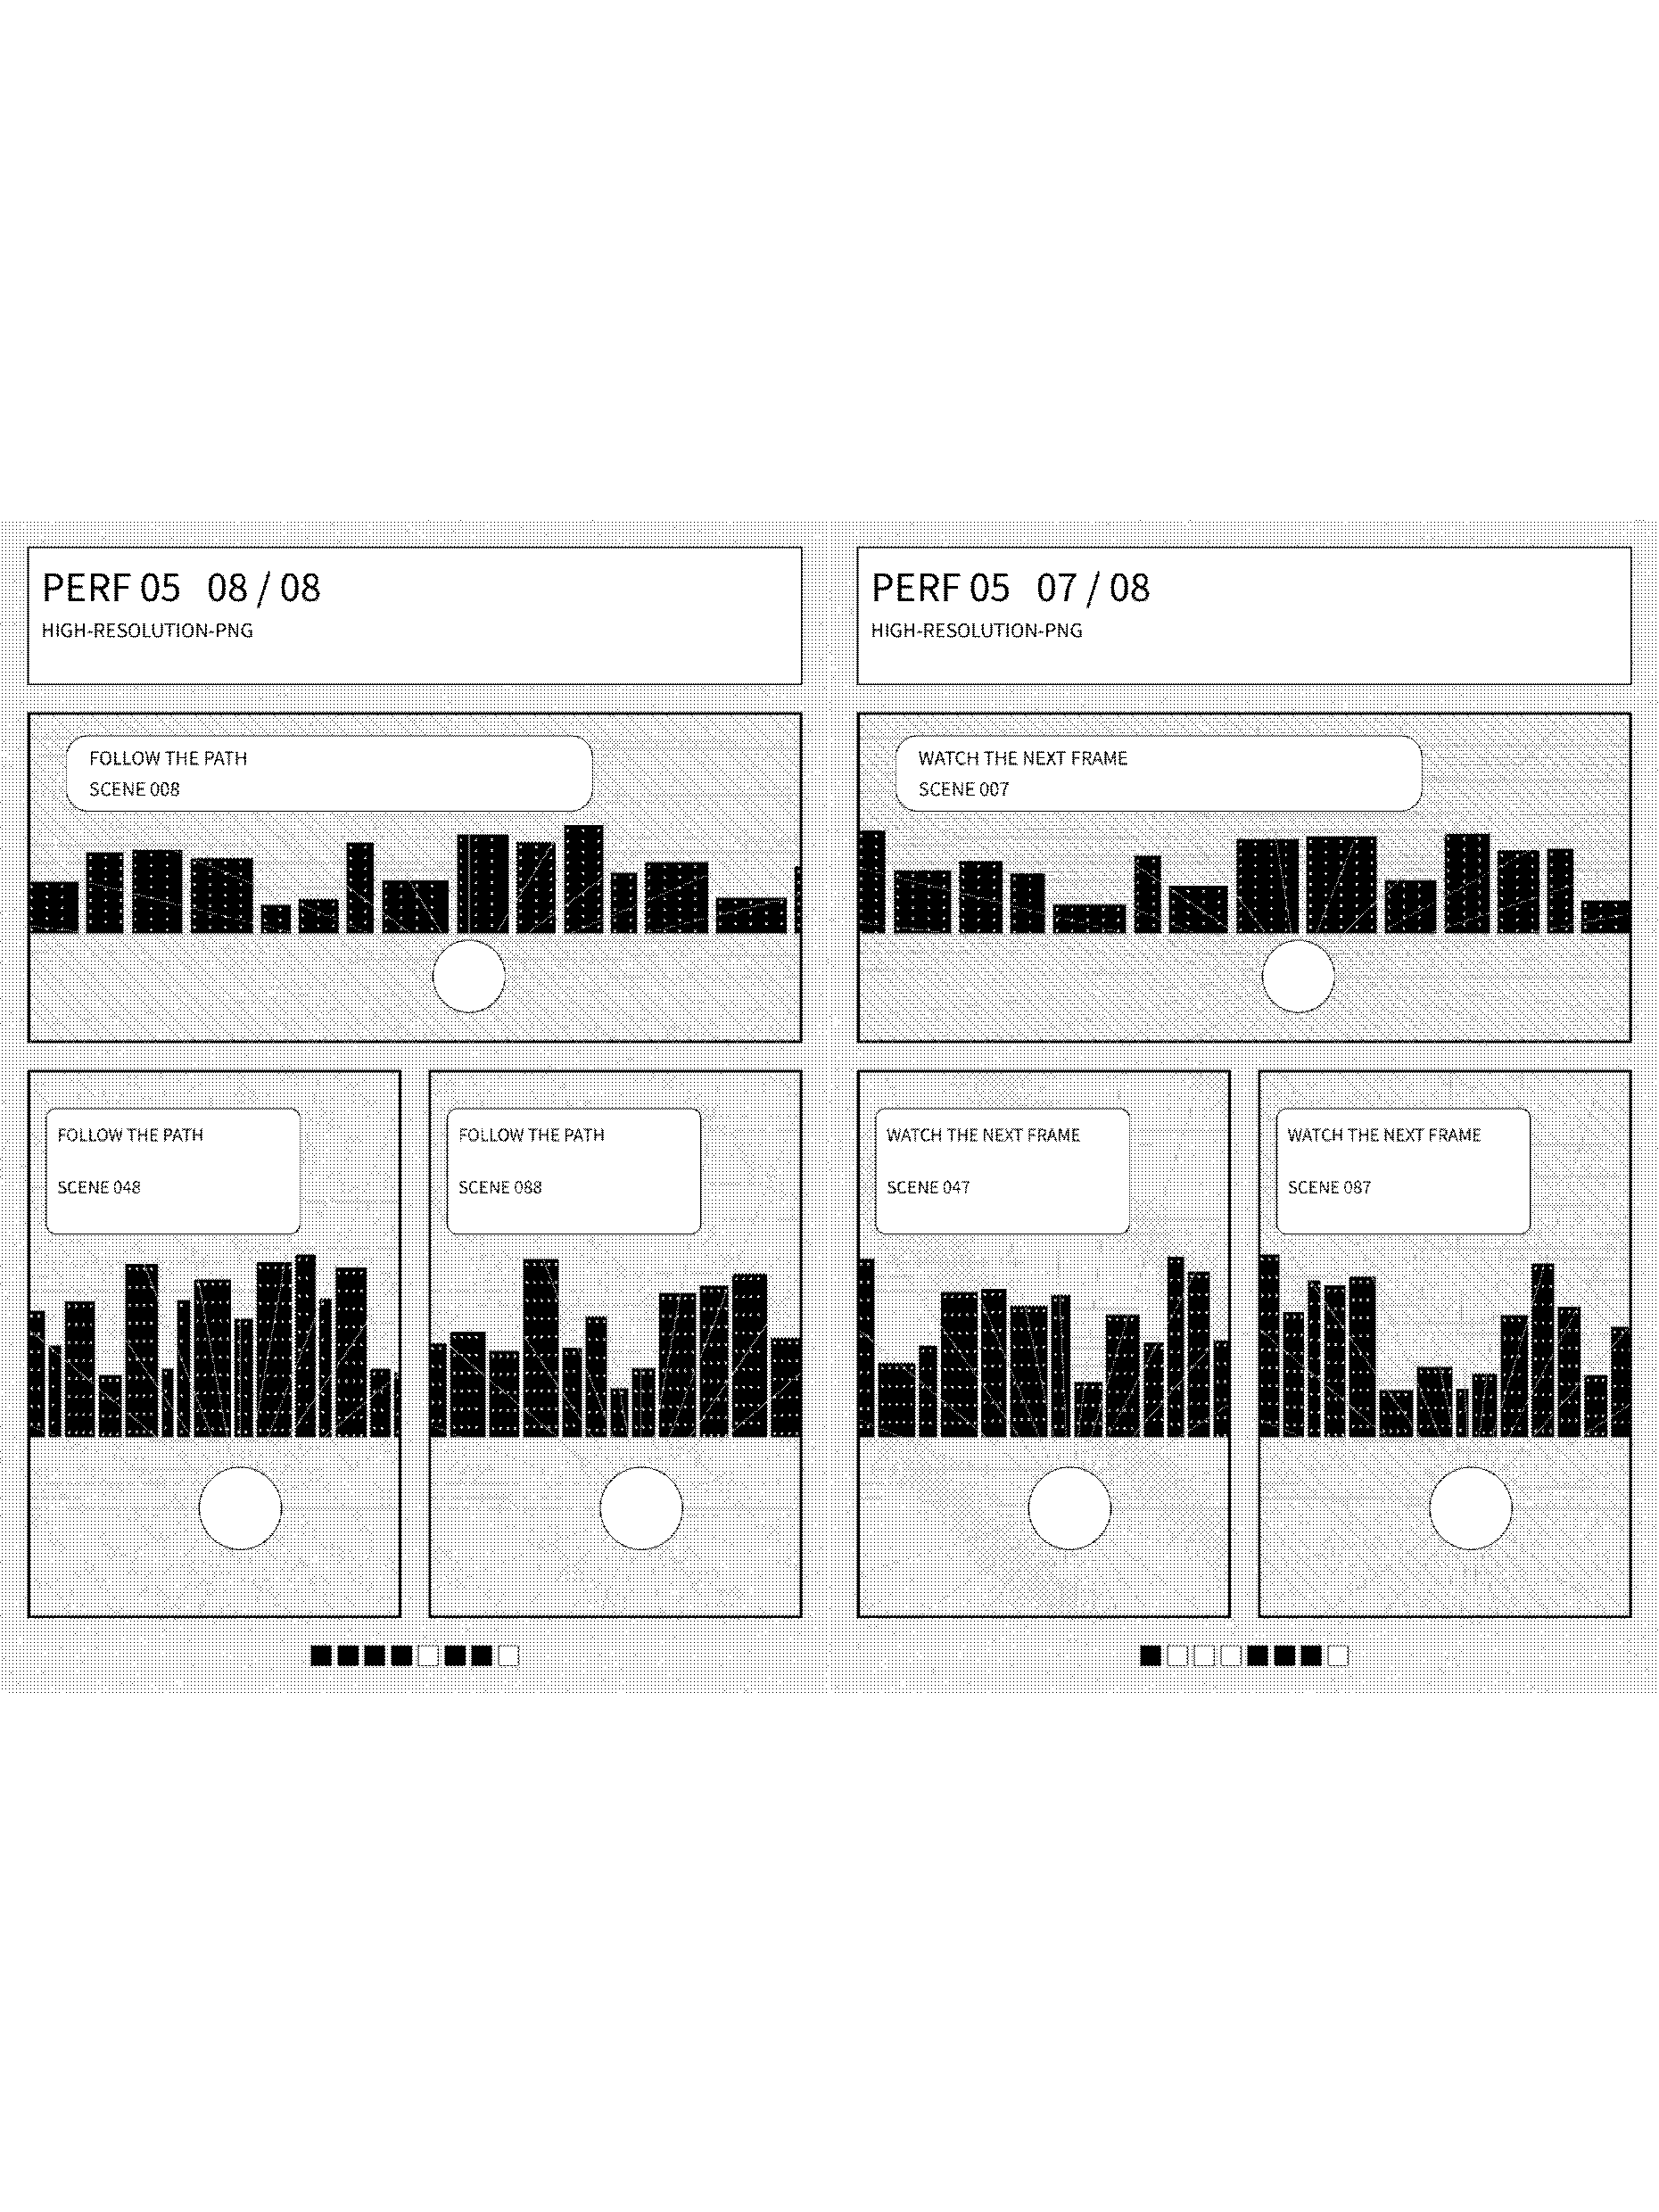 PERF 05 08 / 08
HIGH-RESOLUTION-PNG
FOLLOW THE PATH
SCENE 008
FOLLOW THE PATH
SCENE 048
FOLLOW THE PATH
SCENE 088
PERF 05 07 / 08
HIGH-RESOLUTION-PNG
WATCH THE NEXT FRAME
SCENE 007
WATCH THE NEXT FRAME
SCENE 047
WATCH THE NEXT FRAME
SCENE 087